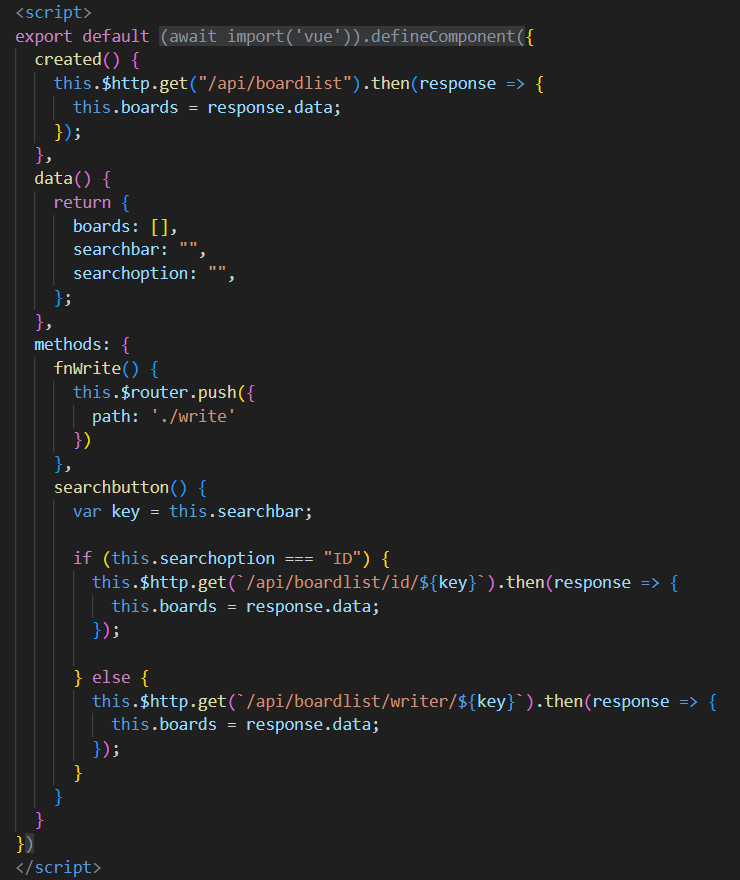 <script>
export default (await import('vue')).defineComponent({
  created() {
    this.$http.get("/api/boardlist").then(response => {
      this.boards = response.data;
    });
  },
  data() {
    return {
      boards: [],
      searchbar: "",
      searchoption: "",
    };
  },
  methods: {
    fnWrite() {
      this.$router.push({
        path: './write'
      })
    },
    searchbutton() {
      var key = this.searchbar;

      if (this.searchoption === "ID") {
        this.$http.get(`/api/boardlist/id/${key}`).then(response => {
          this.boards = response.data;
        });

      } else {
        this.$http.get(`/api/boardlist/writer/${key}`).then(response => {
          this.boards = response.data;
        });
      }
    }
  }
})
</script>